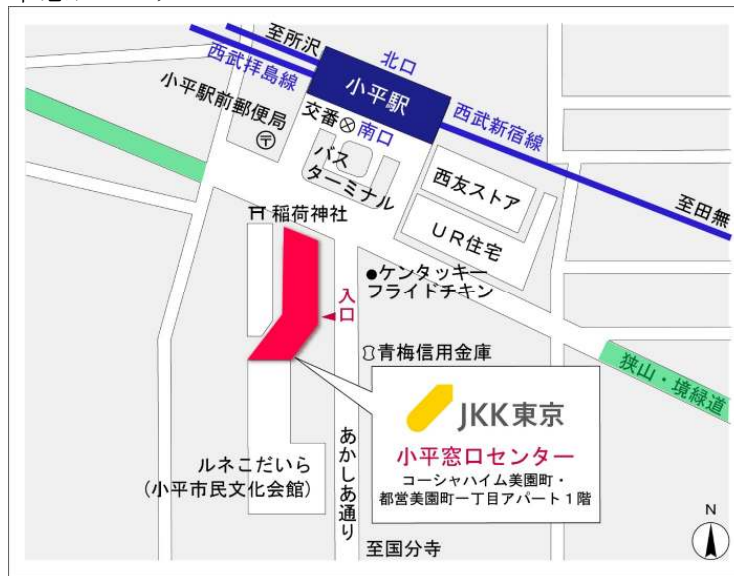 至所沢
北口
西武拝島線
小平駅
小平駅前郵便局
交番
南口
西武新宿線
バス
ターミナル
西友ストア
至田無
稲荷神社
UR住宅
ケンタッキー
フライドチキン
入口
青梅信用金庫
狭山・境緑道
JKK東京
小平窓口センター
コーシャハイム美園町・
都営美園町一丁目アパート1階
ルネこだいら
(小平市民文化会館)
あかしあ通り
至国分寺
N